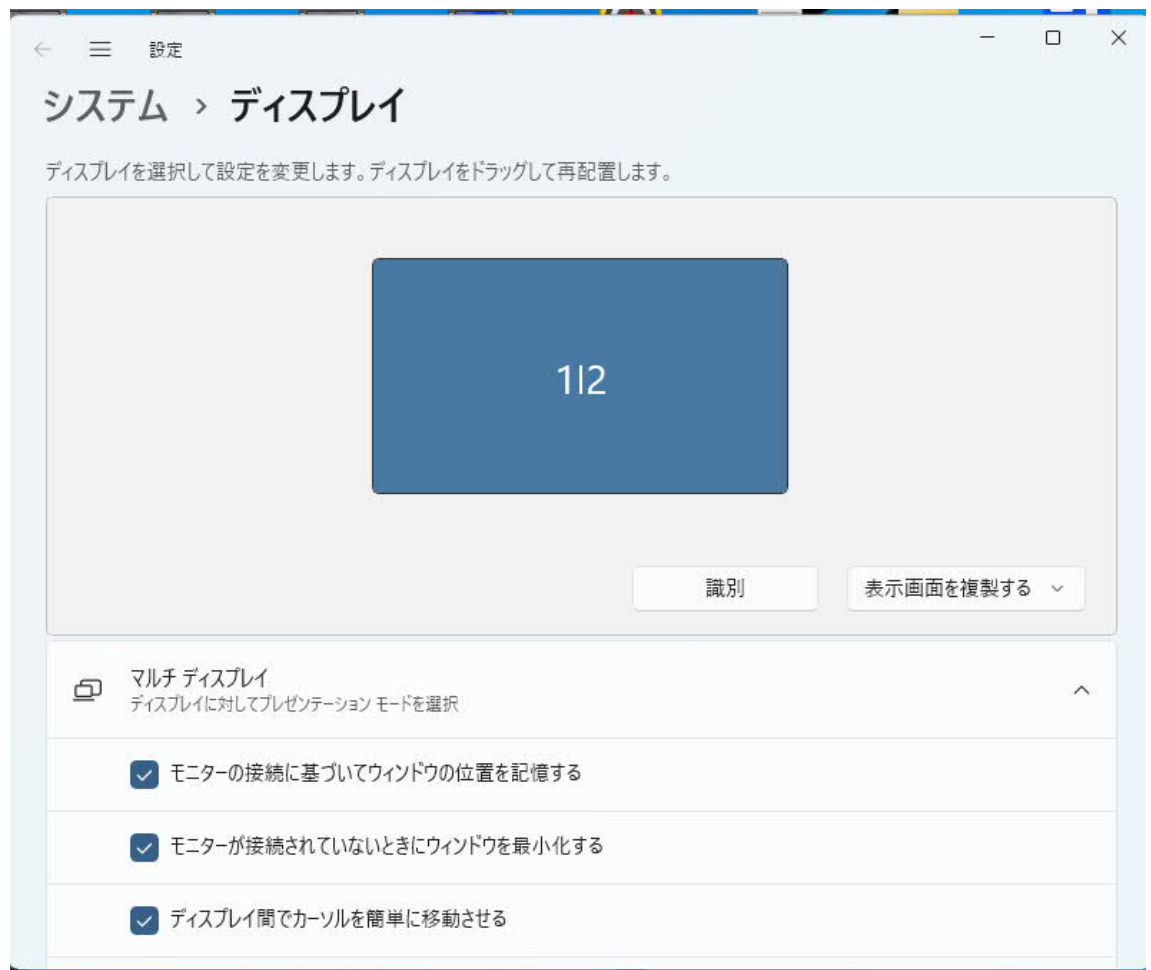 設定
システム › ディスプレイ
ディスプレイを選択して設定を変更します。ディスプレイをドラッグして再配置します。
1|2
識別
表示画面を複製する
マルチ ディスプレイ
ディスプレイに対してプレゼンテーション モードを選択
モニターの接続に基づいてウィンドウの位置を記憶する
モニターが接続されていないときにウィンドウを最小化する
ディスプレイ間でカーソルを簡単に移動させる